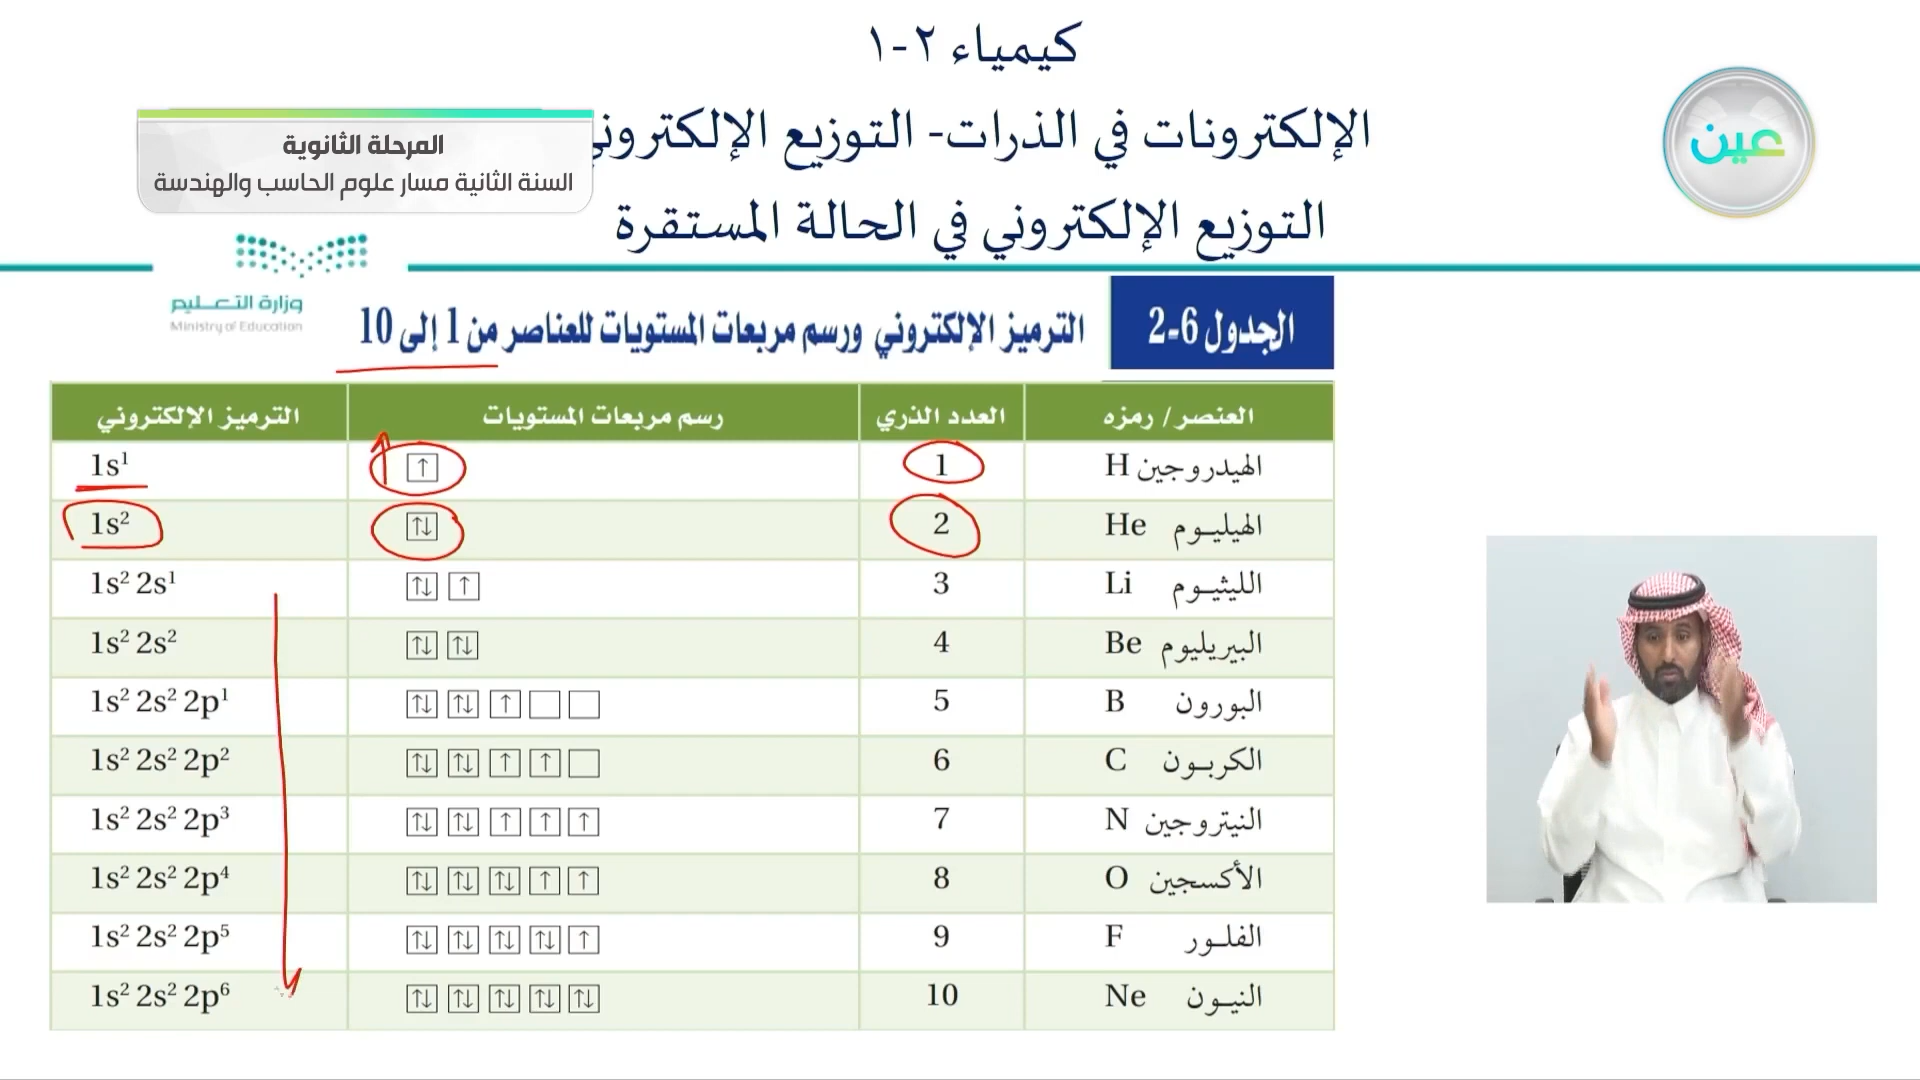 كيمياء ٢-١
الإلكترونات في الذرات- التوزيع الإلكتروني
المرحلة الثانوية
السنة الثانية مسار علوم الحاسب والهندسة
عين
التوزيع الإلكتروني في الحالة المستقرة
وزارة التعليم
Ministry of Education
الجدول 6-2 الترميز الإلكتروني ورسم مربعات المستويات للعناصر من 1 إلى 10
العنصر/ رمزه العدد الذري رسم مربعات المستويات الترميز الإلكتروني
الهيدروجين H 1 ↑ 1s¹
الهيليوم He 2 ↑↓ 1s²
الليثيوم Li 3 ↑↓ ↑ 1s² 2s¹
البيريليوم Be 4 ↑↓ ↑↓ 1s² 2s²
البورون B 5 ↑↓ ↑↓ ↑ 1s² 2s² 2p¹
الكربون C 6 ↑↓ ↑↓ ↑ ↑ 1s² 2s² 2p²
النيتروجين N 7 ↑↓ ↑↓ ↑ ↑ ↑ 1s² 2s² 2p³
الأكسجين O 8 ↑↓ ↑↓ ↑↓ ↑ ↑ 1s² 2s² 2p⁴
الفلور F 9 ↑↓ ↑↓ ↑↓ ↑↓ ↑ 1s² 2s² 2p⁵
النيون Ne 10 ↑↓ ↑↓ ↑↓ ↑↓ ↑↓ 1s² 2s² 2p⁶